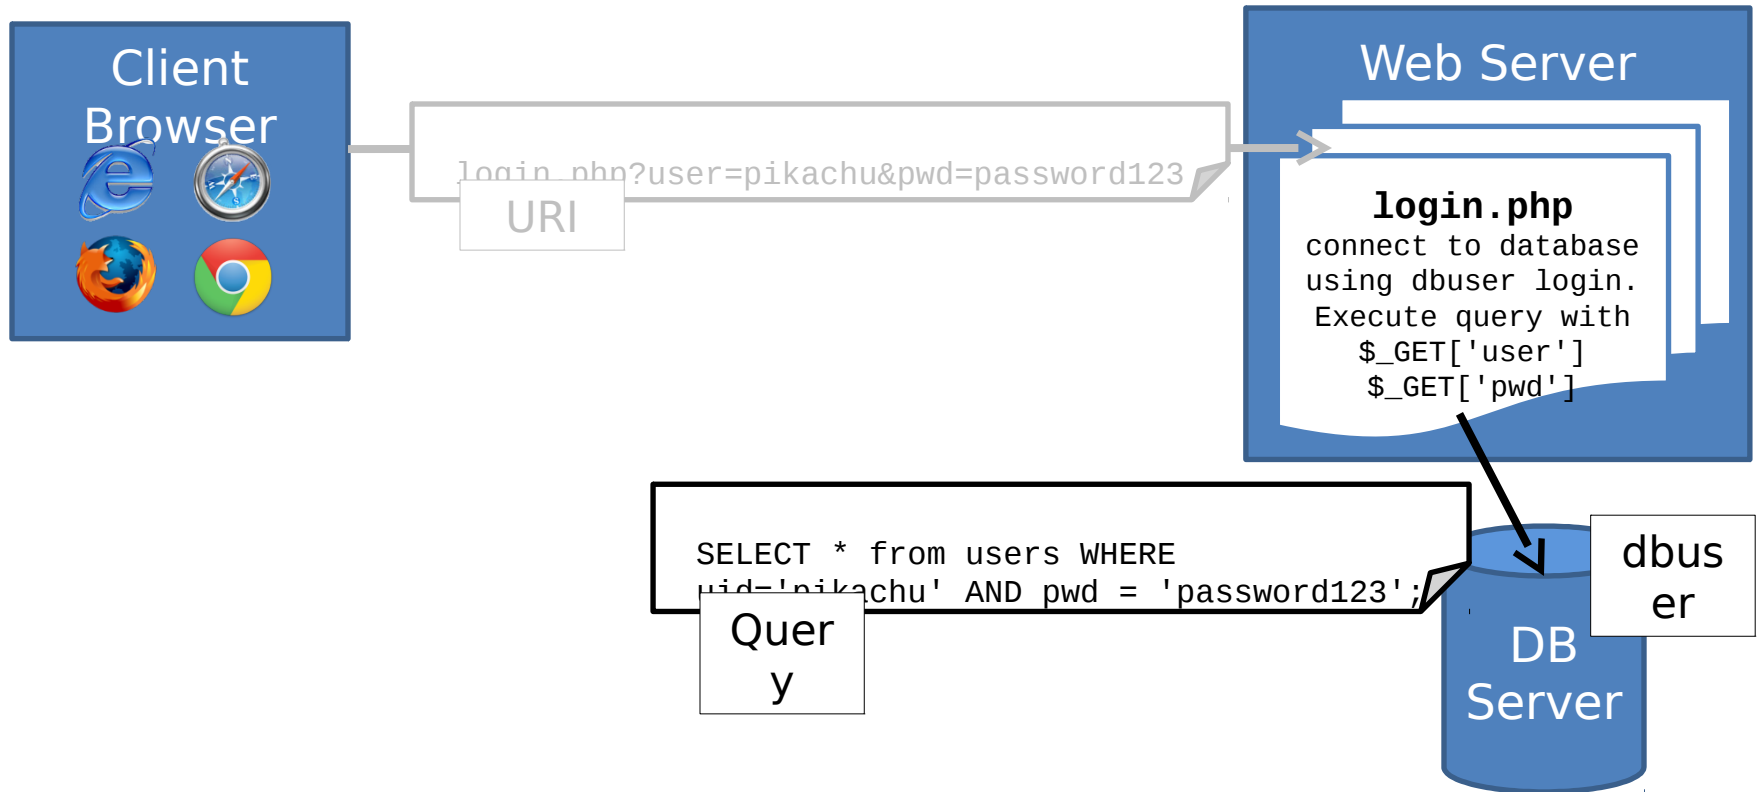 Client
Browser
login.php?user=pikachu&pwd=password123
URI
Web Server
login.php
connect to database
using dbuser login.
Execute query with
$_GET['user']
$_GET['pwd']
SELECT * from users WHERE
uid='pikachu' AND pwd = 'password123';
Quer
y
dbus
er
DB
Server